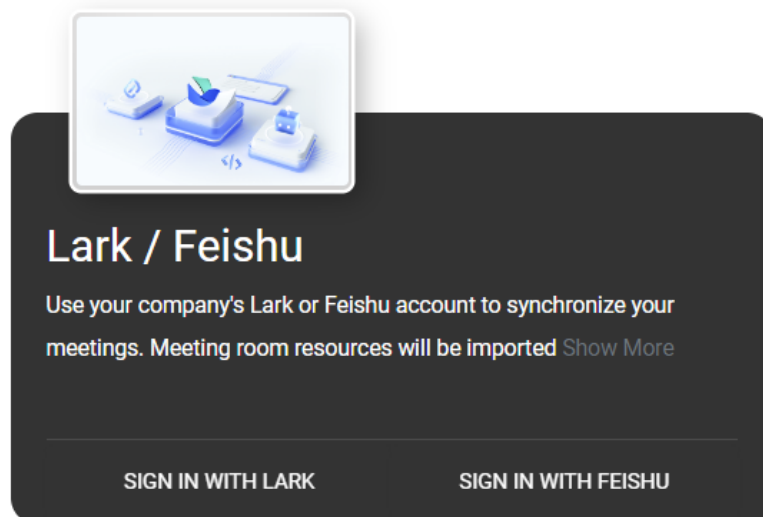 </>
Lark / Feishu
Use your company's Lark or Feishu account to synchronize your
meetings. Meeting room resources will be imported Show More
SIGN IN WITH LARK
SIGN IN WITH FEISHU